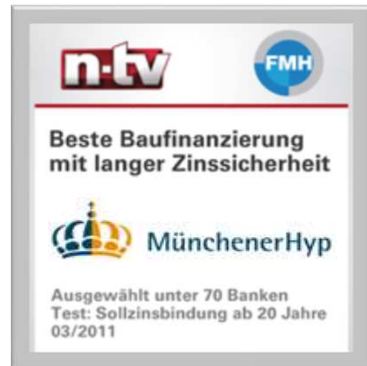 n-tv
FMH
Beste Baufinanzierung
mit langer Zinssicherheit
MünchenerHyp
Ausgewählt unter 70 Banken
Test: Sollzinsbindung ab 20 Jahre
03/2011